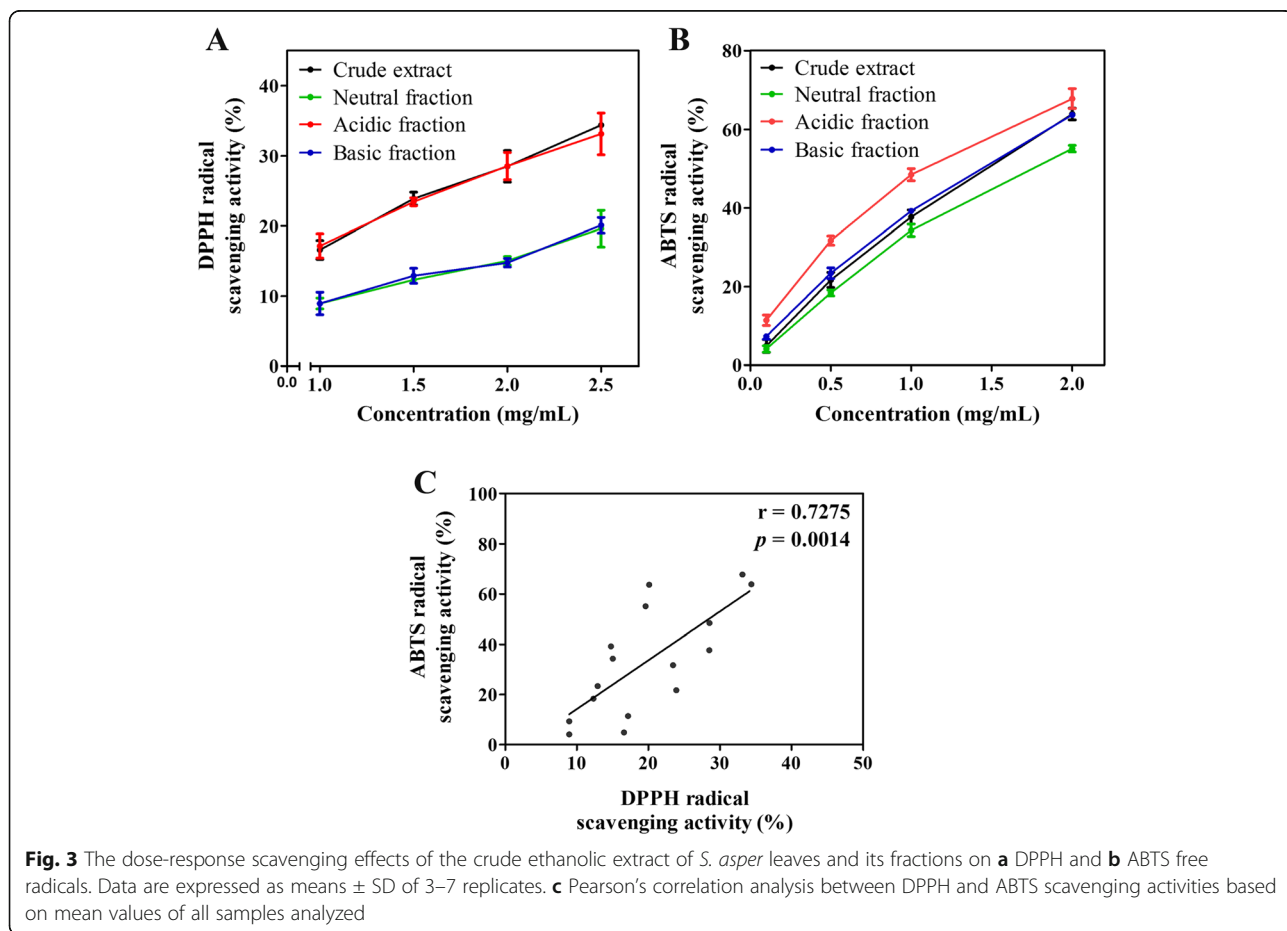 A
Crude extract
Neutral fraction
Acidic fraction
Basic fraction
DPPH radical
scavenging activity (%)
40
30
20
10
0
0.0 1.0 1.5 2.0 2.5
Concentration (mg/mL)
B
Crude extract
Neutral fraction
Acidic fraction
Basic fraction
ABTS radical
scavenging activity (%)
80
60
40
20
0
0.0 0.5 1.0 1.5 2.0
Concentration (mg/mL)
C
r = 0.7275
p = 0.0014
ABTS radical
scavenging activity (%)
100
80
60
40
20
0
0 10 20 30 40 50
DPPH radical
scavenging activity (%)
Fig. 3 The dose-response scavenging effects of the crude ethanolic extract of S. asper leaves and its fractions on a DPPH and b ABTS free
radicals. Data are expressed as means ± SD of 3–7 replicates. c Pearson's correlation analysis between DPPH and ABTS scavenging activities based
on mean values of all samples analyzed